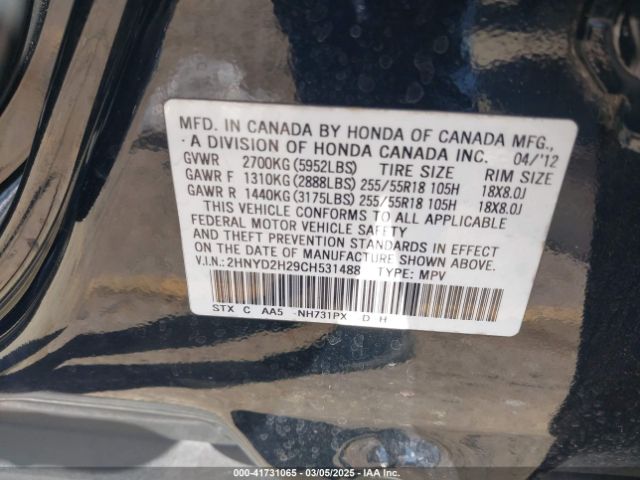 MFD. IN CANADA BY HONDA OF CANADA MFG.,
A DIVISION OF HONDA CANADA INC. 04/'12
GVWR 2700KG(5952LBS) TIRE SIZE RIM SIZE
GAWR F 1310KG(2888LBS) 255/55R18 105H 18X8.0J
GAWR R 1440KG(3175LBS) 255/55R18 105H 18X8.0J
THIS VEHICLE CONFORMS TO ALL APPLICABLE
FEDERAL MOTOR VEHICLE SAFETY
AND THEFT PREVENTION STANDARDS IN EFFECT
ON THE DATE OF MANUFACTURE SHOWN ABOVE.
V.I.N.:2HNYD2H29CH531488 TYPE: MPV
STX C AA5 -NH731PX D H
00-41731065 - 03/05/2025 - IAA Inc.